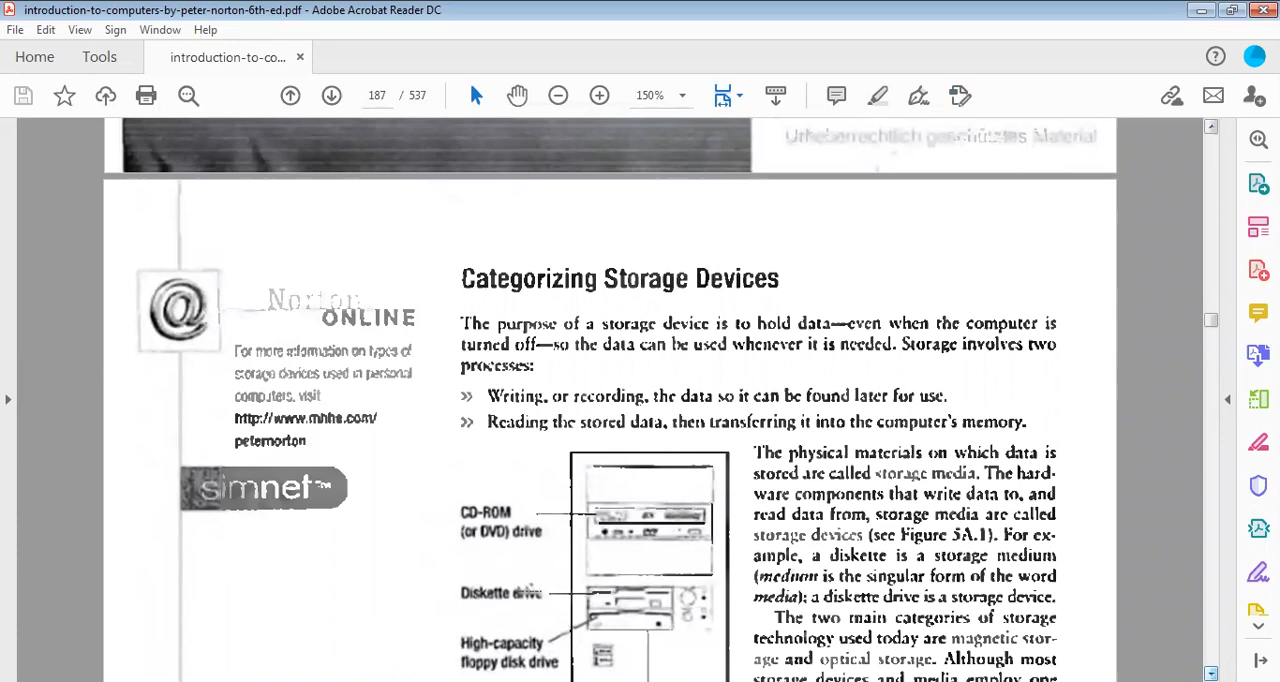 introduction-to-computers-by-peter-norton-6th-ed.pdf - Adobe Acrobat Reader DC
File Edit View Sign Window Help
Home Tools introduction-to-co... ×
187 / 537 150%
Urheberrechtlich geschütztes Material
Categorizing Storage Devices
Norton
ONLINE
The purpose of a storage device is to hold data—even when the computer is
turned off—so the data can be used whenever it is needed. Storage involves two
processes:
For more information on types of
storage devices used in personal
computers, visit
http://www.mhhe.com/
peternorton
simnet™
» Writing, or recording, the data so it can be found later for use.
» Reading the stored data, then transferring it into the computer's memory.
CD-ROM
(or DVD) drive
Diskette drive
High-capacity
floppy disk drive
The physical materials on which data is
stored are called storage media. The hard-
ware components that write data to, and
read data from, storage media are called
storage devices (see Figure 5A.1). For ex-
ample, a diskette is a storage medium
(medium is the singular form of the word
media); a diskette drive is a storage device.
The two main categories of storage
technology used today are magnetic stor-
age and optical storage. Although most
storage devices and media employ one